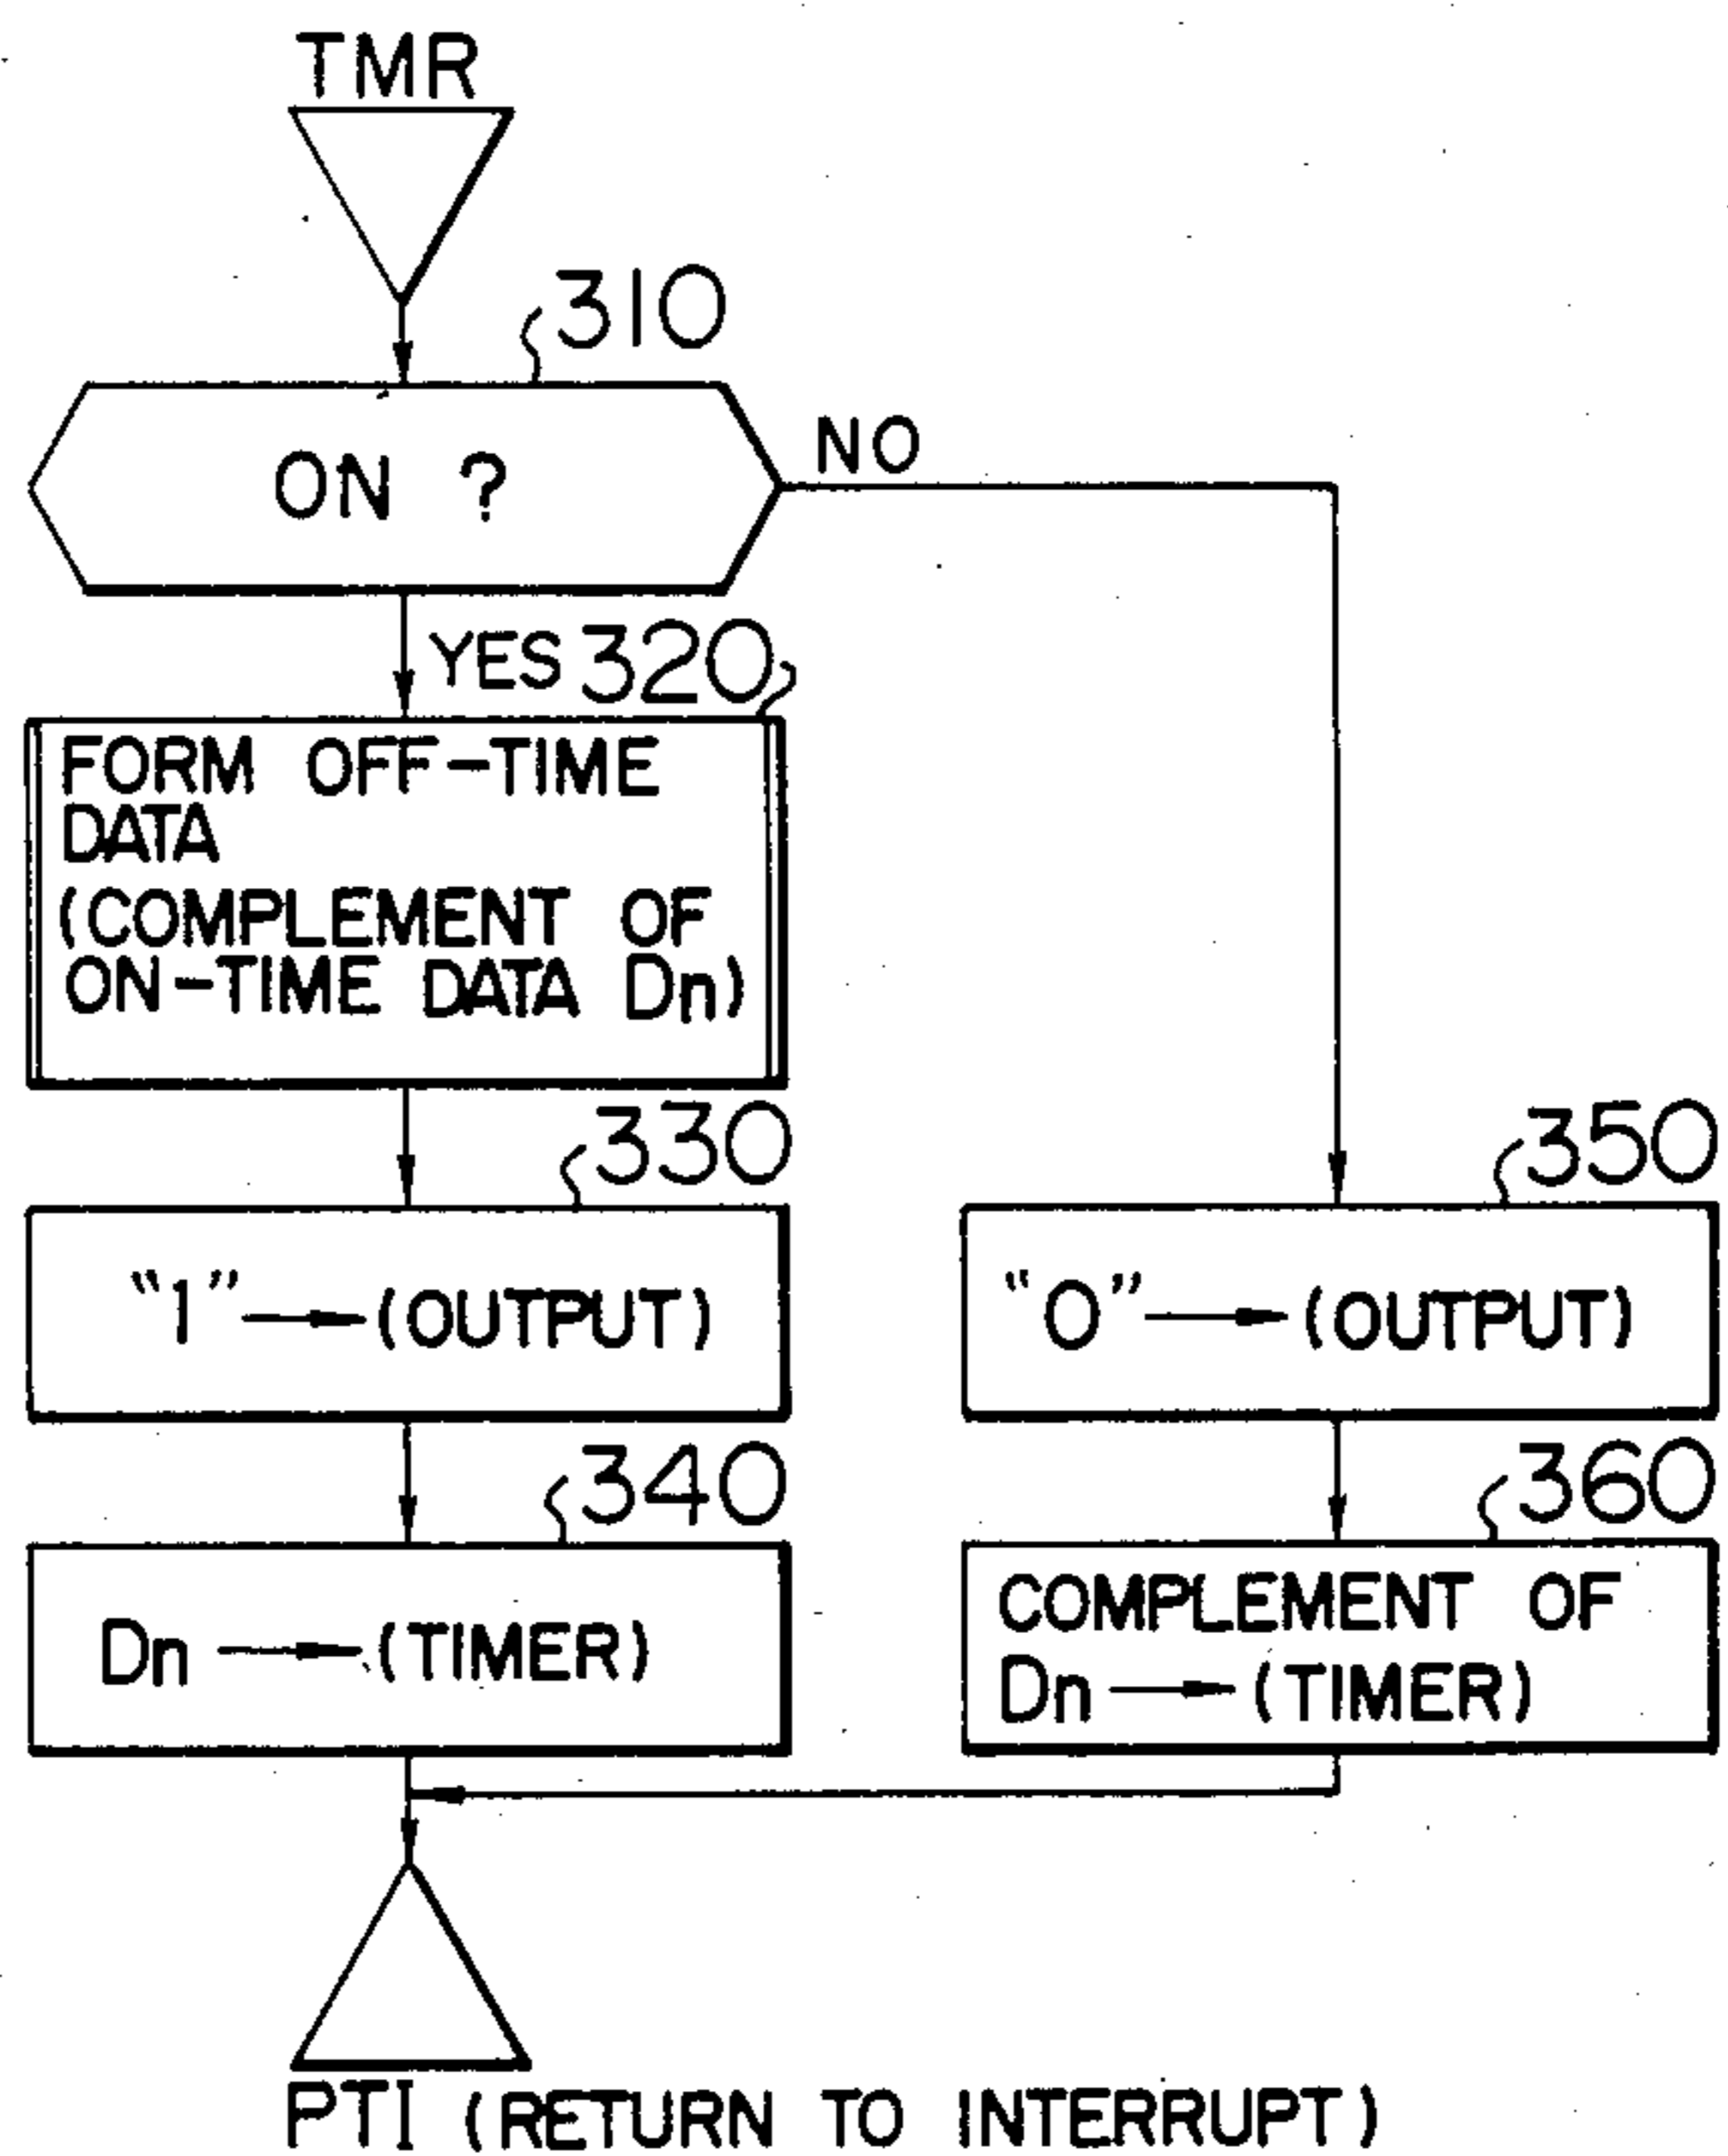 TMR
310
ON ?
NO
YES 320
FORM OFF-TIME
DATA
(COMPLEMENT OF
ON-TIME DATA Dn)
330
"1" → (OUTPUT)
350
"0" → (OUTPUT)
340
Dn → (TIMER)
360
COMPLEMENT OF
Dn → (TIMER)
PTI (RETURN TO INTERRUPT)